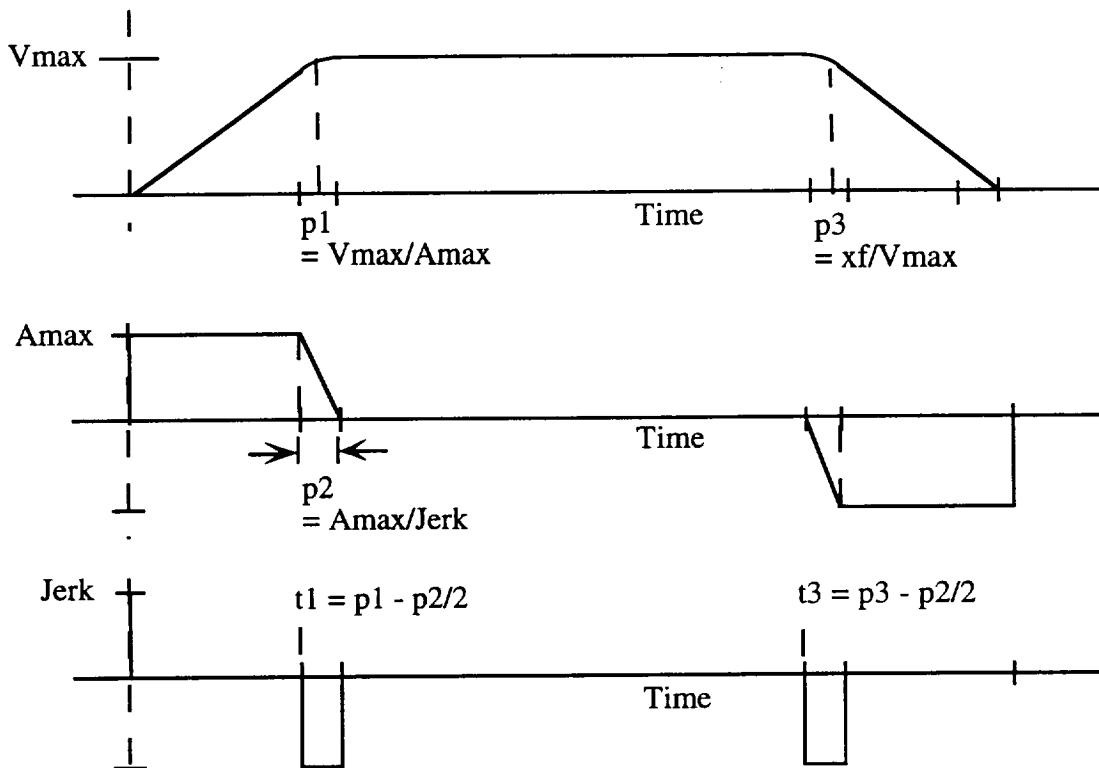 Vmax
Time
p1
= Vmax/Amax
p3
= xf/Vmax
Amax
Time
p2
= Amax/Jerk
Jerk
t1 = p1 - p2/2
t3 = p3 - p2/2
Time